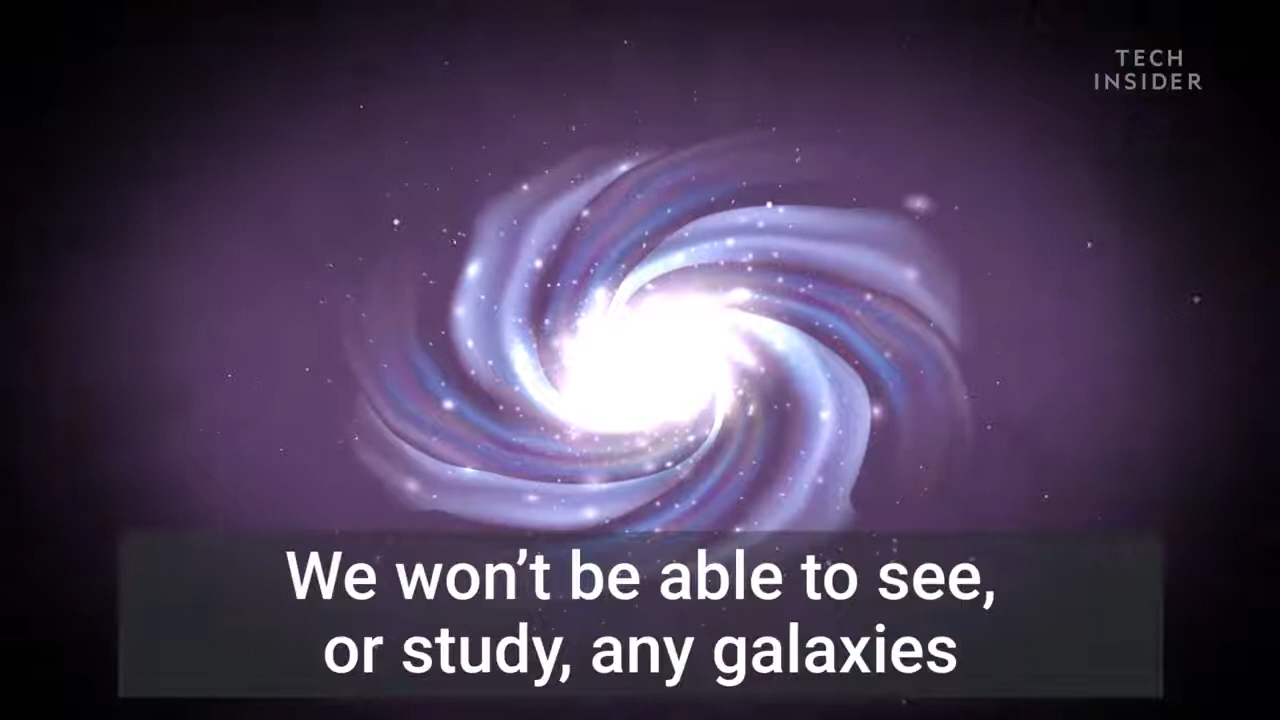 TECH
INSIDER
We won’t be able to see,
or study, any galaxies